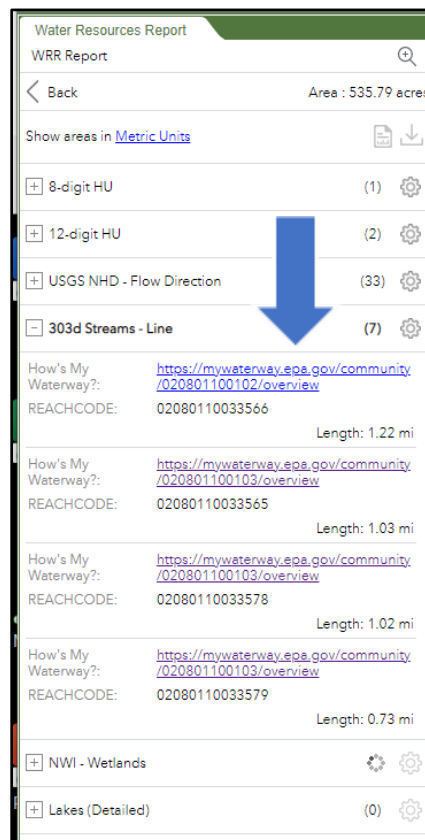 Water Resources Report
WRR Report
Back Area : 535.79 acres
Show areas in Metric Units
8-digit HU (1)
12-digit HU (2)
USGS NHD - Flow Direction (33)
303d Streams - Line (7)
How's My https://mywaterway.epa.gov/community
Waterway?: /020801100102/overview
REACHCODE: 02080110033566
Length: 1.22 mi
How's My https://mywaterway.epa.gov/community
Waterway?: /020801100103/overview
REACHCODE: 02080110033565
Length: 1.03 mi
How's My https://mywaterway.epa.gov/community
Waterway?: /020801100103/overview
REACHCODE: 02080110033578
Length: 1.02 mi
How's My https://mywaterway.epa.gov/community
Waterway?: /020801100103/overview
REACHCODE: 02080110033579
Length: 0.73 mi
NWI - Wetlands
Lakes (Detailed) (0)